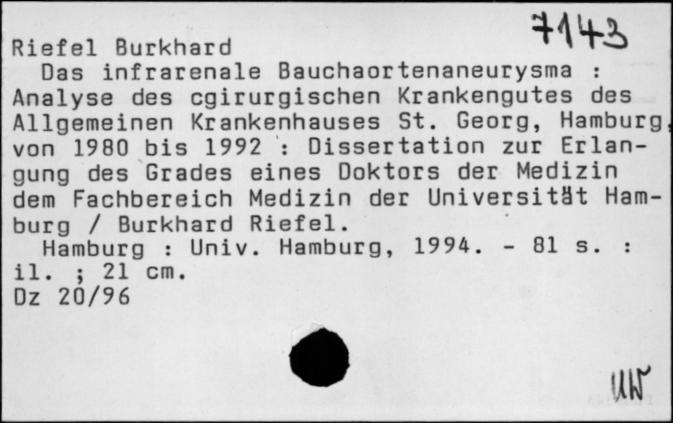 7143
Riefel Burkhard
Das infrarenale Bauchaortenaneurysma :
Analyse des cgirurgischen Krankengutes des
Allgemeinen Krankenhauses St. Georg, Hamburg,
von 1980 bis 1992 : Dissertation zur Erlan-
gung des Grades eines Doktors der Medizin
dem Fachbereich Medizin der Universität Ham-
burg / Burkhard Riefel.
Hamburg : Univ. Hamburg, 1994. - 81 s. :
il. ; 21 cm.
Dz 20/96
UW